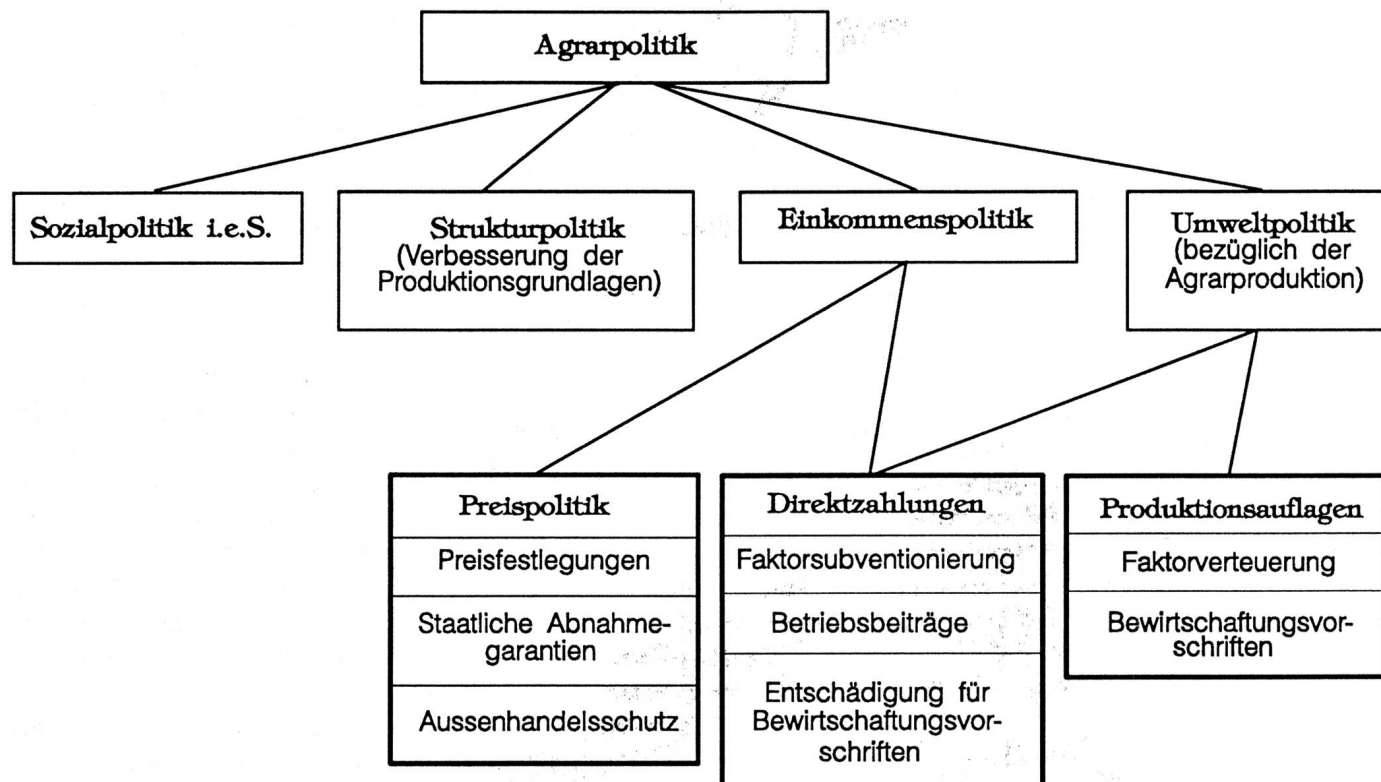 Agrarpolitik
Sozialpolitik i.e.S.
Strukturpolitik
(Verbesserung der
Produktionsgrundlagen)
Einkommenspolitik
Umweltpolitik
(bezüglich der
Agrarproduktion)
Preispolitik
Preisfestlegungen
Staatliche Abnahme-
garantien
Aussenhandelsschutz
Direktzahlungen
Faktorsubventionierung
Betriebsbeiträge
Entschädigung für
Bewirtschaftungsvor-
schriften
Produktionsauflagen
Faktorverteuerung
Bewirtschaftungsvor-
schriften